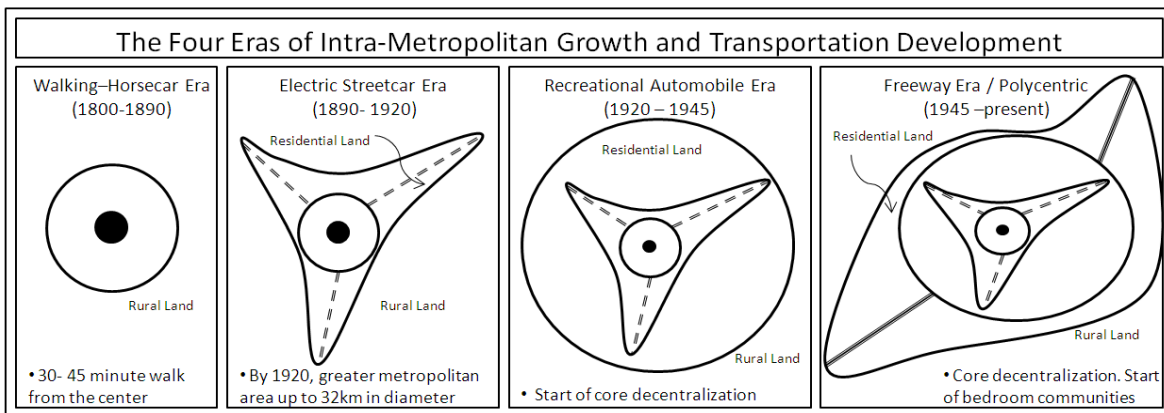 The Four Eras of Intra-Metropolitan Growth and Transportation Development
Walking–Horsecar Era
(1800-1890)
Rural Land
• 30- 45 minute walk
from the center
Electric Streetcar Era
(1890- 1920)
Residential Land
Rural Land
• By 1920, greater metropolitan
area up to 32km in diameter
Recreational Automobile Era
(1920 – 1945)
Residential Land
Rural Land
• Start of core decentralization
Freeway Era / Polycentric
(1945 –present)
Residential Land
Rural Land
• Core decentralization. Start
of bedroom communities